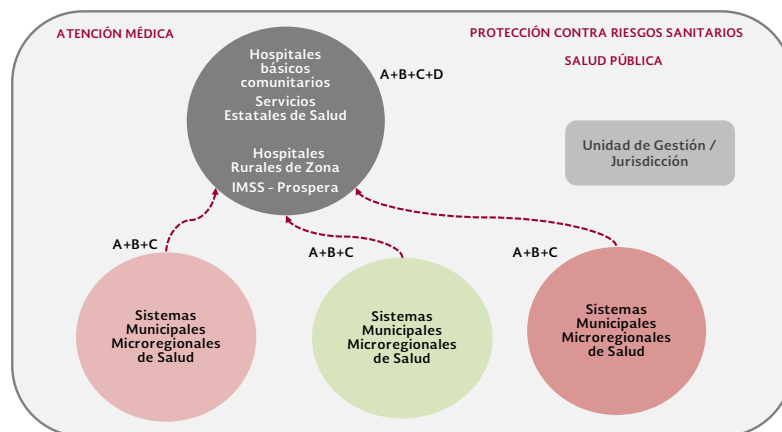 ATENCIÓN MÉDICA
PROTECCIÓN CONTRA RIESGOS SANITARIOS
SALUD PÚBLICA
Hospitales
básicos
comunitarios
Servicios
Estatales de Salud
Hospitales
Rurales de Zona
IMSS - Prospera
A+B+C+D
Unidad de Gestión /
Jurisdicción
A+B+C
A+B+C
A+B+C
Sistemas
Municipales
Microregionales
de Salud
Sistemas
Municipales
Microregionales
de Salud
Sistemas
Municipales
Microregionales
de Salud